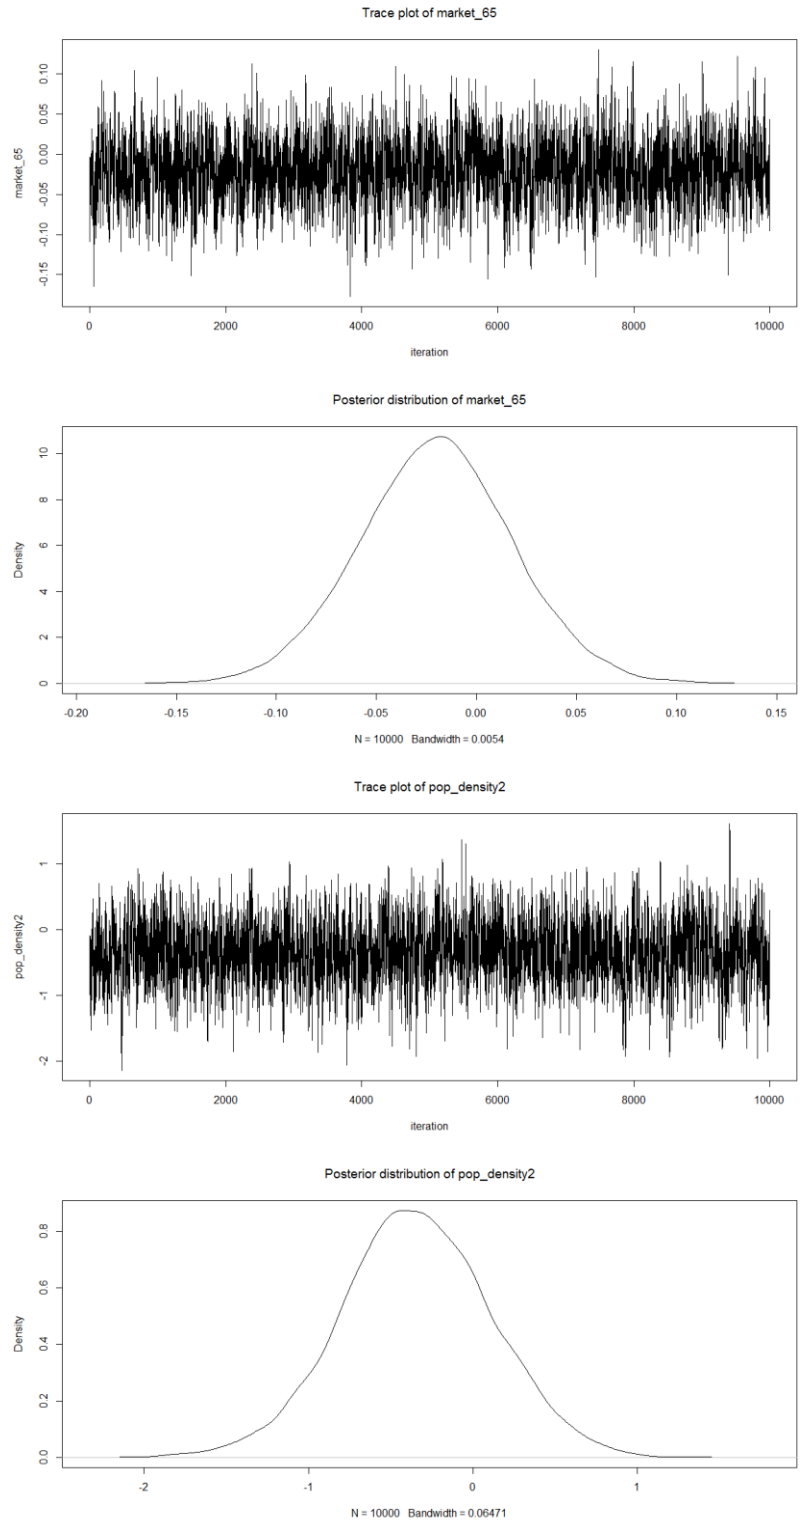 Trace plot of market_65
market_65
0.10
0.05
0.00
-0.05
-0.10
-0.15
0 2000 4000 6000 8000 10000
iteration
Posterior distribution of market_65
Density
10
8
6
4
2
0
-0.20 -0.15 -0.10 -0.05 0.00 0.05 0.10 0.15
N = 10000 Bandwidth = 0.0054
Trace plot of pop_density2
pop_density2
1
0
-1
-2
0 2000 4000 6000 8000 10000
iteration
Posterior distribution of pop_density2
Density
0.8
0.6
0.4
0.2
0.0
-2 -1 0 1
N = 10000 Bandwidth = 0.06471